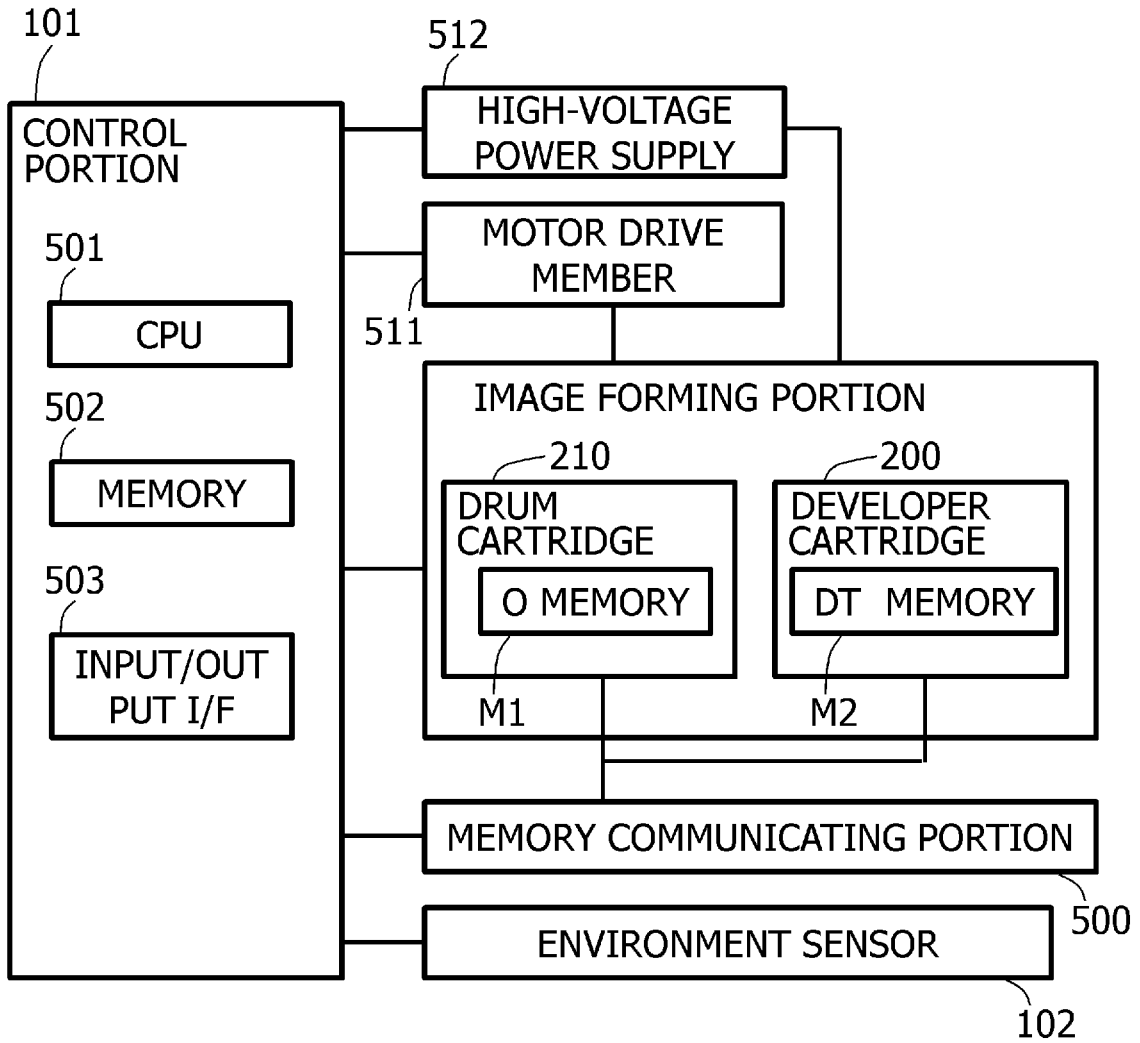 101
CONTROL
PORTION
501
CPU
502
MEMORY
503
INPUT/OUT
PUT I/F
512
HIGH-VOLTAGE
POWER SUPPLY
MOTOR DRIVE
MEMBER
511
IMAGE FORMING PORTION
210
DRUM
CARTRIDGE
O MEMORY
M1
200
DEVELOPER
CARTRIDGE
DT MEMORY
M2
MEMORY COMMUNICATING PORTION
500
ENVIRONMENT SENSOR
102